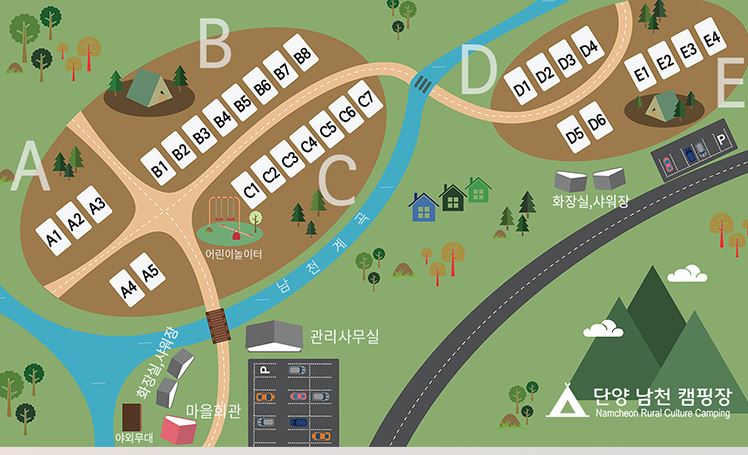 B
B1 B2 B3 B4 B5 B6 B7 B8
D
D1 D2 D3 D4
E
E1 E2 E3 E4
D5 D6
A
A1 A2 A3
A4 A5
C
C1 C2 C3 C4 C5 C6 C7
P
화장실,샤워장
어린이놀이터
남천계곡
관리사무실
화장실,샤워장
P
마을회관
야외무대
단양 남천 캠핑장
Namcheon Rural Culture Camping